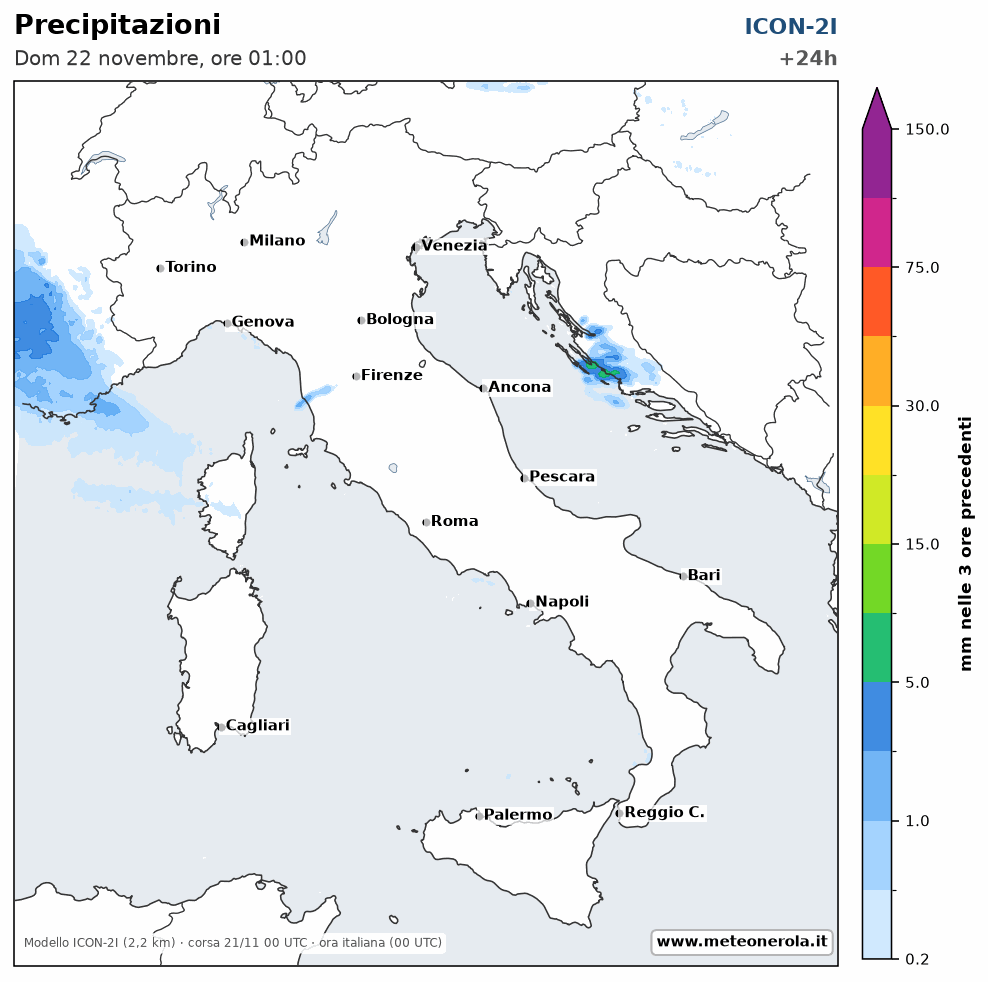 Precipitazioni
ICON-2I
Dom 22 novembre, ore 01:00
+24h
150.0
75.0
30.0
15.0
5.0
1.0
0.2
mm nelle 3 ore precedenti
Milano
Venezia
Torino
Genova
Bologna
Firenze
Ancona
Pescara
Roma
Bari
Napoli
Cagliari
Palermo
Reggio C.
Modello ICON-2I (2,2 km) · corsa 21/11 00 UTC · ora italiana (00 UTC)
www.meteonerola.it